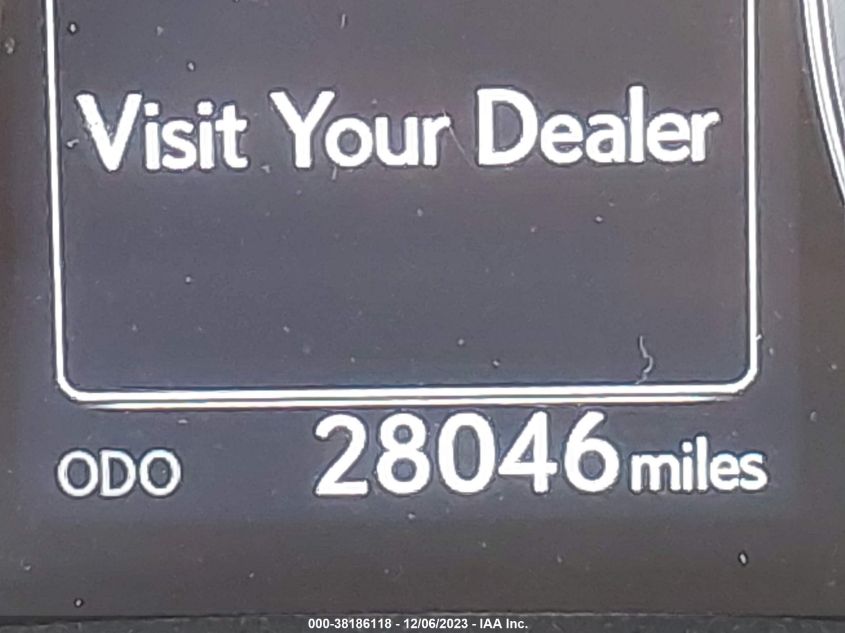 Visit Your Dealer
ODO 28046 miles
000-38186118 - 12/06/2023 - IAA Inc.